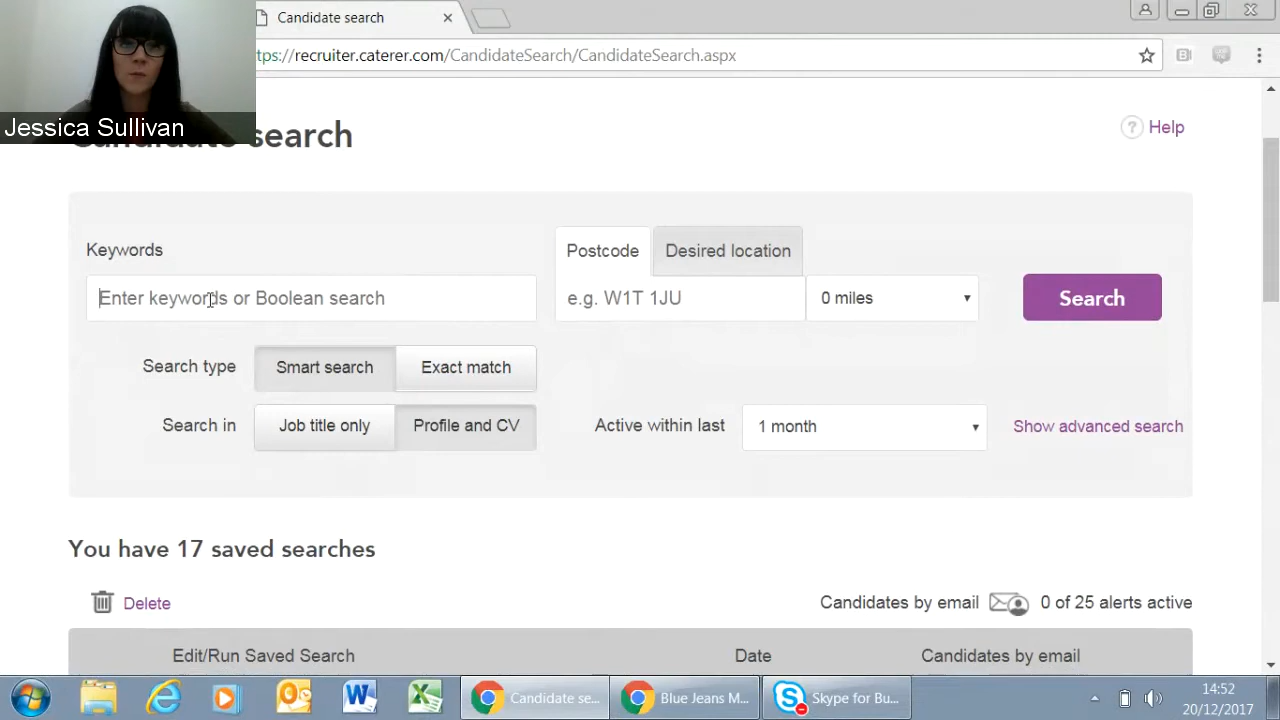 Candidate search
tps://recruiter.caterer.com/CandidateSearch/CandidateSearch.aspx
Jessica Sullivan
search
Help
Keywords
Postcode
Desired location
Enter keywords or Boolean search
e.g. W1T 1JU
0 miles
Search
Search type
Smart search
Exact match
Search in
Job title only
Profile and CV
Active within last
1 month
Show advanced search
You have 17 saved searches
Delete
Candidates by email
0 of 25 alerts active
Edit/Run Saved Search
Date
Candidates by email
Candidate se...
Blue Jeans M...
Skype for Bu...
14:52
20/12/2017